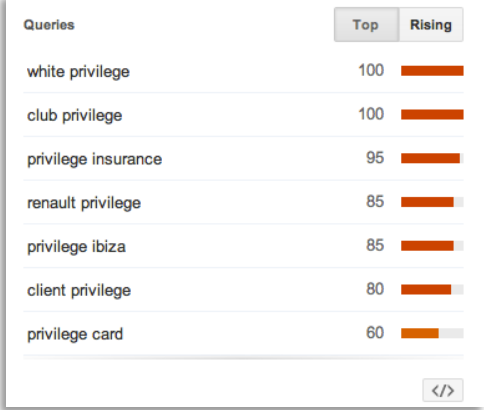 Queries Top Rising
white privilege 100
club privilege 100
privilege insurance 95
renault privilege 85
privilege ibiza 85
client privilege 80
privilege card 60
</>